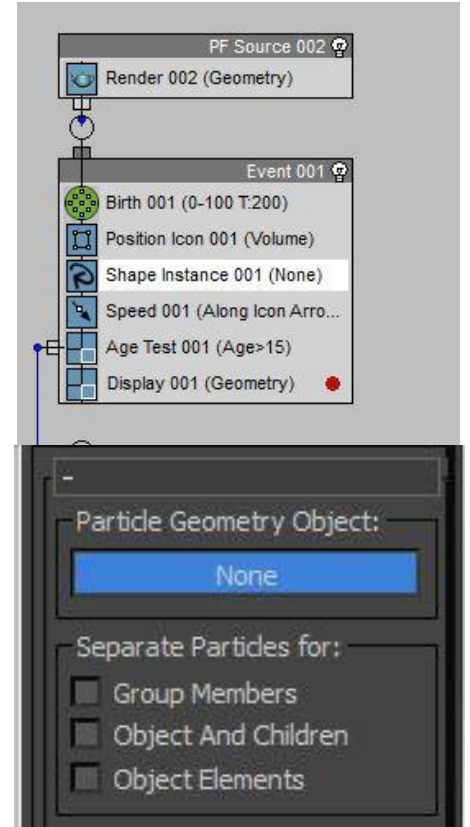 PF Source 002
Render 002 (Geometry)
Event 001
Birth 001 (0-100 T:200)
Position Icon 001 (Volume)
Shape Instance 001 (None)
Speed 001 (Along Icon Arro...
Age Test 001 (Age>15)
Display 001 (Geometry)
-
Particle Geometry Object:
None
Separate Particles for:
Group Members
Object And Children
Object Elements